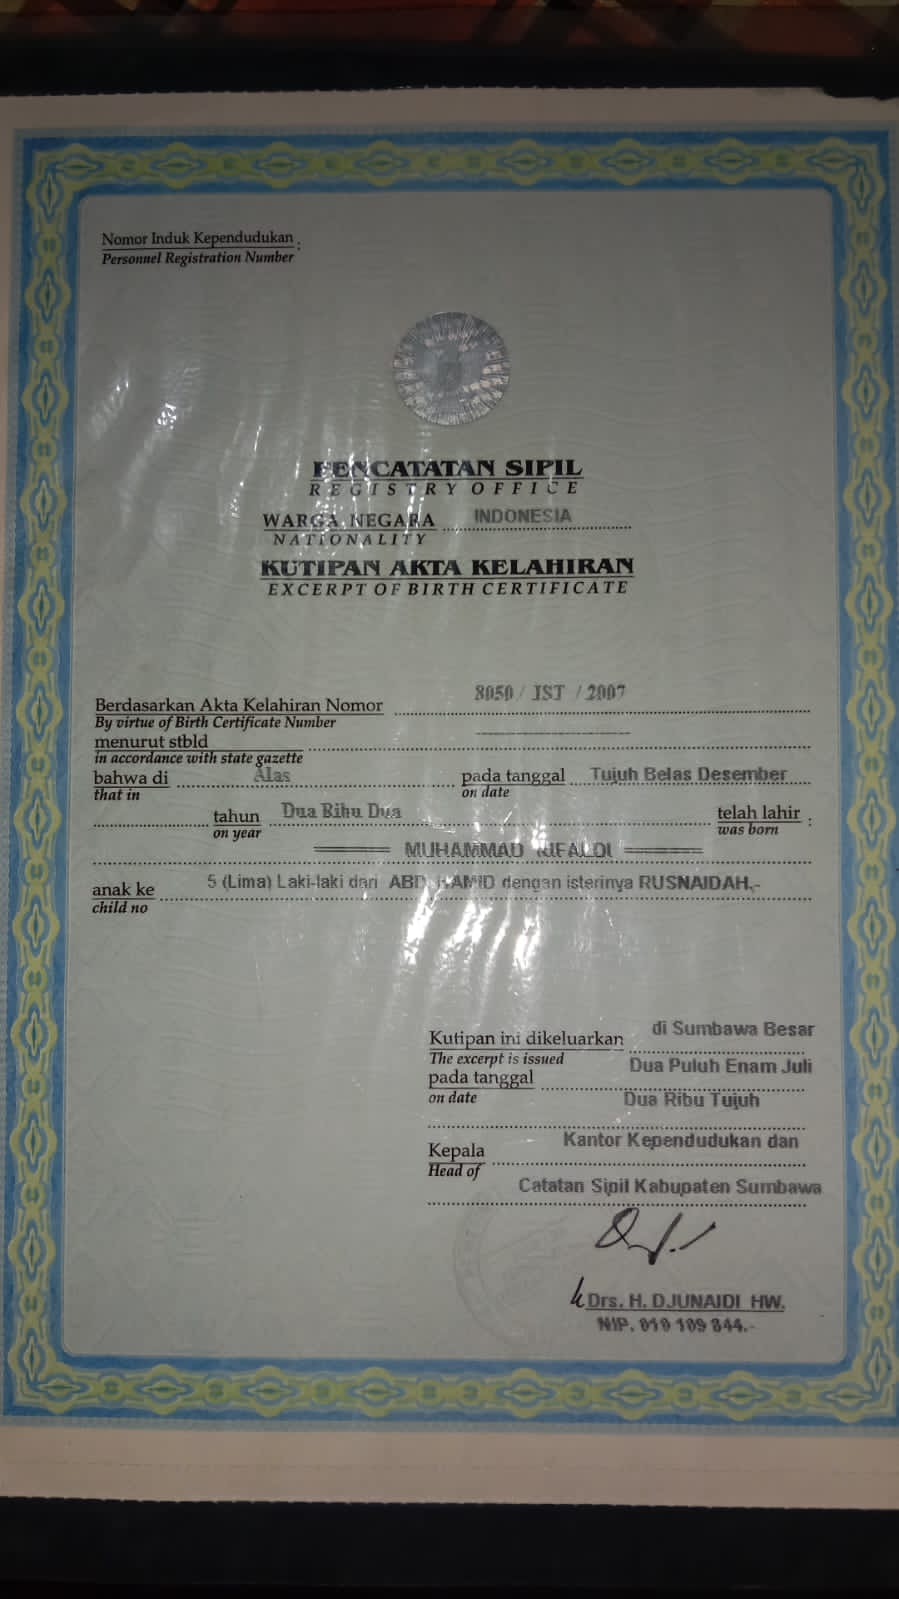 Nomor Induk Kependudukan :
Personnel Registration Number
PENCATATAN SIPIL
REGISTRY OFFICE
WARGA NEGARA INDONESIA
NATIONALITY
KUTIPAN AKTA KELAHIRAN
EXCERPT OF BIRTH CERTIFICATE
Berdasarkan Akta Kelahiran Nomor 8050 / IST / 2007
By virtue of Birth Certificate Number
menurut stbld
in accordance with state gazette
bahwa di Alas pada tanggal Tujuh Belas Desember
that in on date
tahun Dua Ribu Dua telah lahir :
on year was born
MUHAMMAD RIFALDI
anak ke 5 (Lima) Laki-laki dari ABD. HAMID dengan isterinya RUSNAIDAH,-
child no
Kutipan ini dikeluarkan di Sumbawa Besar
The excerpt is issued
pada tanggal Dua Puluh Enam Juli
on date Dua Ribu Tujuh
Kepala Kantor Kependudukan dan
Head of
Catatan Sipil Kabupaten Sumbawa
Drs. H. DJUNAIDI HW.
NIP. 010 109 844.-